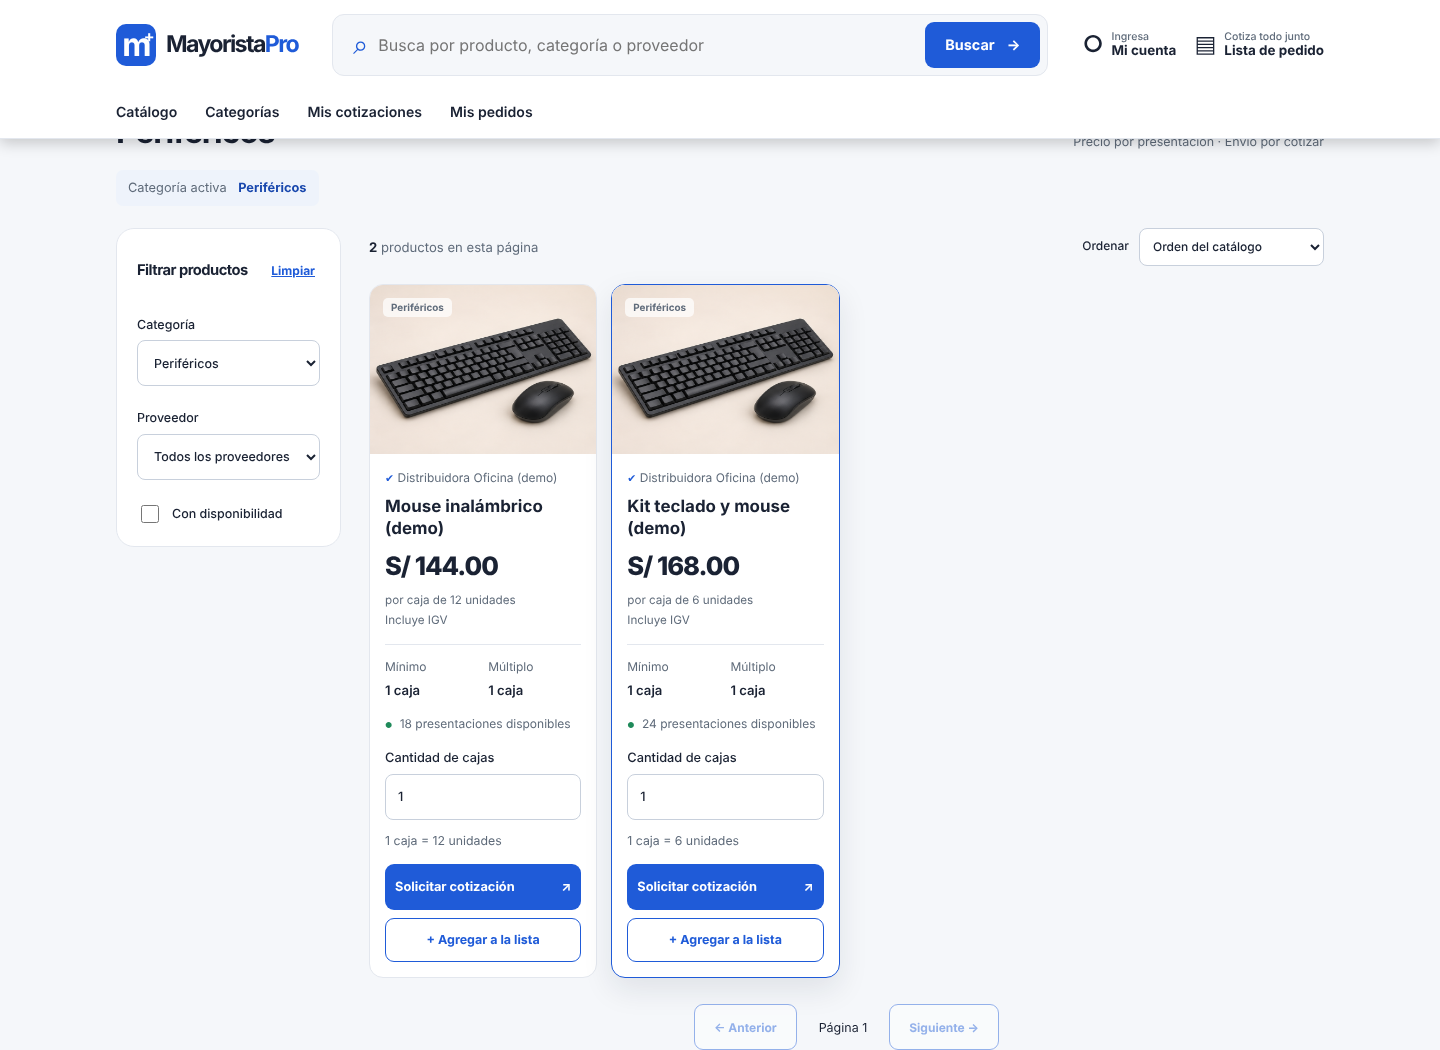 m+ MayoristaPro
Busca por producto, categoría o proveedor
Buscar →
Ingresa
Mi cuenta
Cotiza todo junto
Lista de pedido
Catálogo Categorías Mis cotizaciones Mis pedidos
Periféricos
Precio por presentación · Envío por cotizar
Categoría activa Periféricos
Filtrar productos Limpiar
Categoría
Periféricos
Proveedor
Todos los proveedores
Con disponibilidad
2 productos en esta página
Ordenar Orden del catálogo
Periféricos
✓ Distribuidora Oficina (demo)
Mouse inalámbrico
(demo)
S/ 144.00
por caja de 12 unidades
Incluye IGV
Mínimo Múltiplo
1 caja 1 caja
18 presentaciones disponibles
Cantidad de cajas
1
1 caja = 12 unidades
Solicitar cotización ↗
+ Agregar a la lista
Periféricos
✓ Distribuidora Oficina (demo)
Kit teclado y mouse
(demo)
S/ 168.00
por caja de 6 unidades
Incluye IGV
Mínimo Múltiplo
1 caja 1 caja
24 presentaciones disponibles
Cantidad de cajas
1
1 caja = 6 unidades
Solicitar cotización ↗
+ Agregar a la lista
← Anterior Página 1 Siguiente →